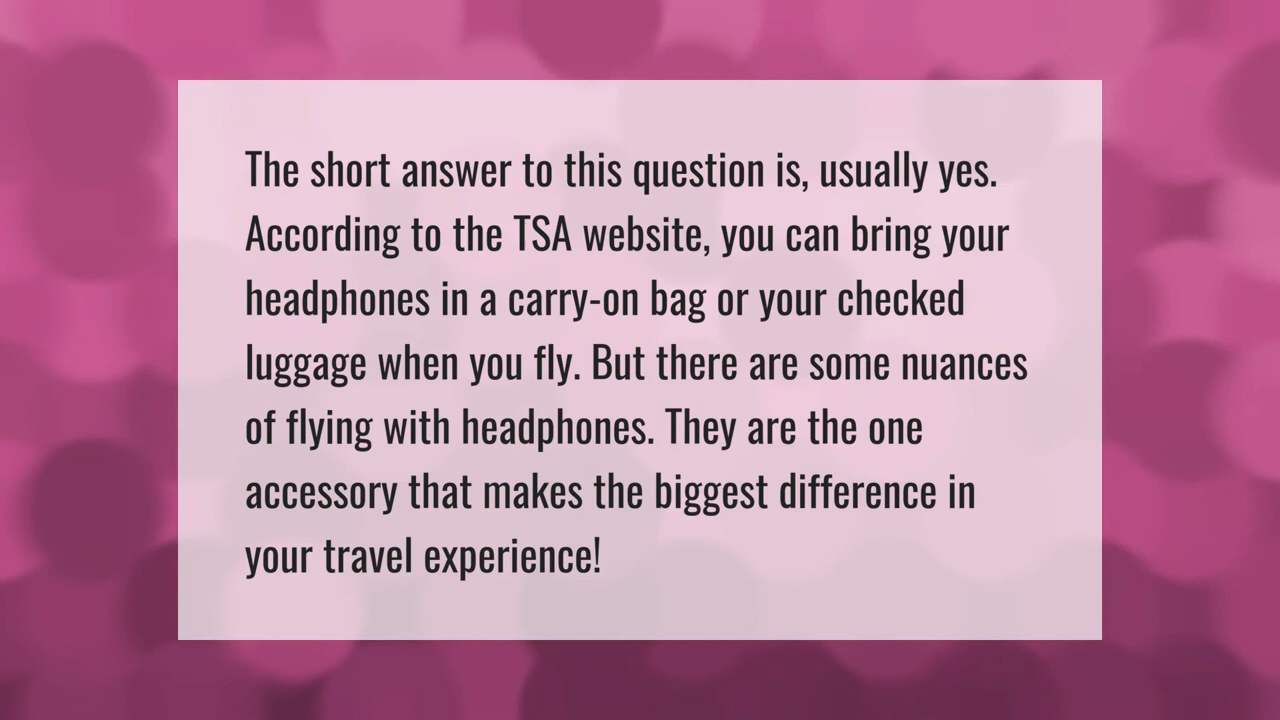 The short answer to this question is, usually yes.
According to the TSA website, you can bring your
headphones in a carry-on bag or your checked
luggage when you fly. But there are some nuances
of flying with headphones. They are the one
accessory that makes the biggest difference in
your travel experience!